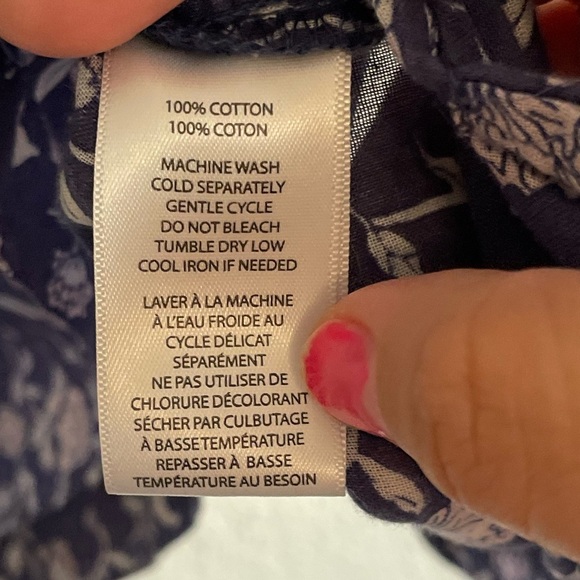 100% COTTON
100% COTON
MACHINE WASH
COLD SEPARATELY
GENTLE CYCLE
DO NOT BLEACH
TUMBLE DRY LOW
COOL IRON IF NEEDED
LAVER À LA MACHINE
À L'EAU FROIDE AU
CYCLE DÉLICAT
SÉPARÉMENT
NE PAS UTILISER DE
CHLORURE DÉCOLORANT
SÉCHER PAR CULBUTAGE
À BASSE TEMPÉRATURE
REPASSER À BASSE
TEMPÉRATURE AU BESOIN